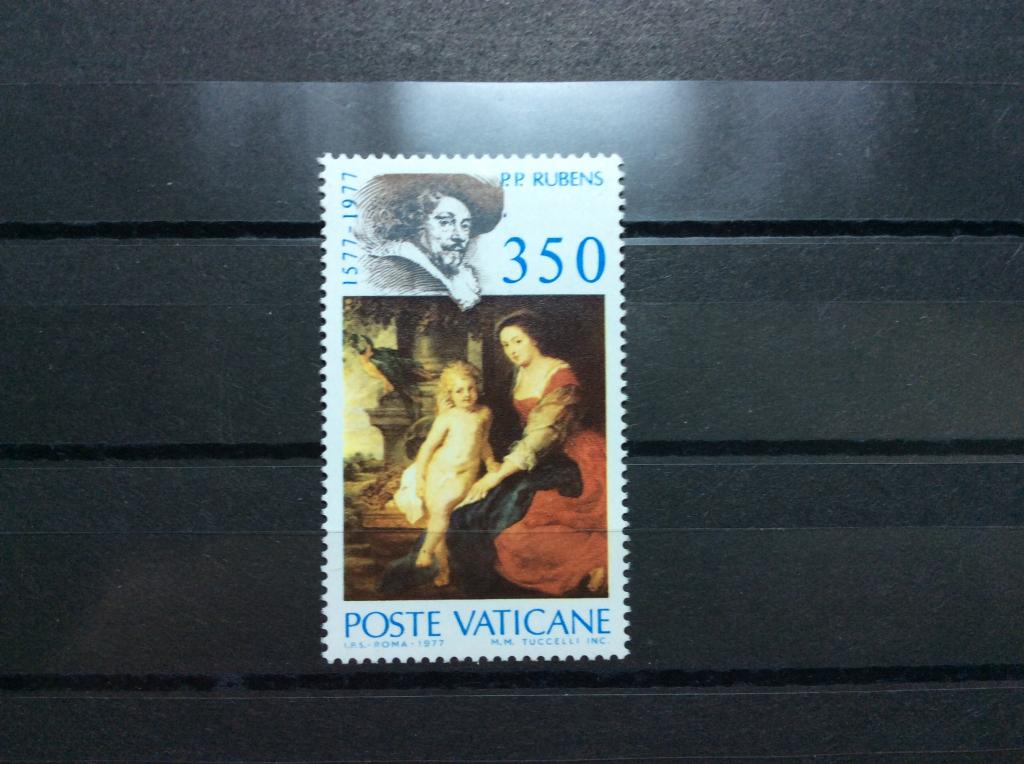 1577-1977
P.P. RUBENS
350
POSTE VATICANE
I.P.S.-ROMA-1977 M.M. TUCCELLI INC.